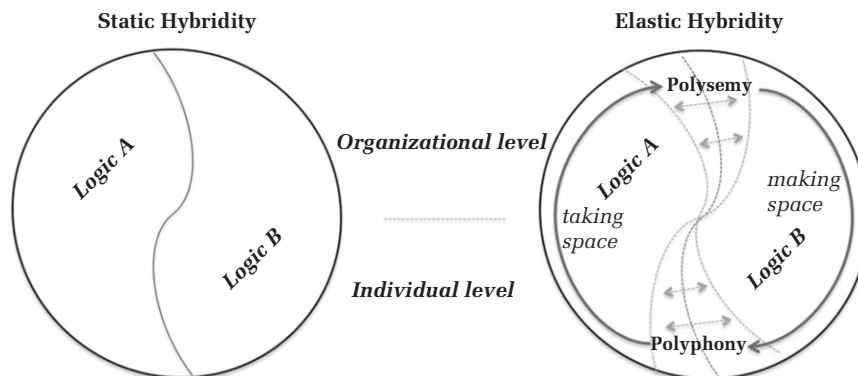 Static Hybridity
Elastic Hybridity
Logic A
Logic B
Organizational level
Individual level
Polysemy
Logic A
taking
space
making
space
Logic B
Polyphony